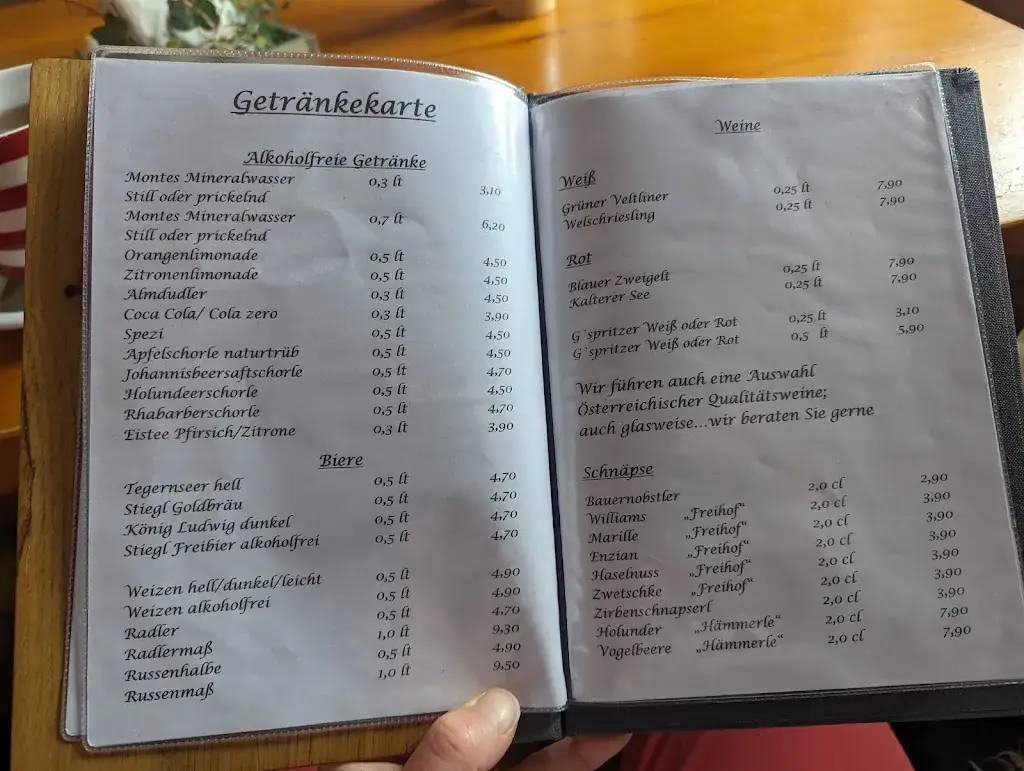 Getränkekarte
Alkoholfreie Getränke
Montes Mineralwasser 0,3 lt
Still oder prickelnd 3,10
Montes Mineralwasser 0,7 lt
Still oder prickelnd 6,20
Orangenlimonade 0,5 lt 4,50
Zitronenlimonade 0,5 lt 4,50
Almdudler 0,3 lt 4,50
Coca Cola/ Cola zero 0,3 lt 3,90
Spezi 0,5 lt 4,50
Apfelschorle naturtrüb 0,5 lt 4,50
Johannisbeersaftschorle 0,5 lt 4,70
Holundeerschorle 0,5 lt 4,50
Rhabarberschorle 0,5 lt 4,70
Eistee Pfirsich/Zitrone 0,3 lt 3,90
Biere
Tegernseer hell 0,5 lt 4,70
Stiegl Goldbräu 0,5 lt 4,70
König Ludwig dunkel 0,5 lt 4,70
Stiegl Freibier alkoholfrei 0,5 lt 4,70
Weizen hell/dunkel/leicht 0,5 lt 4,90
Weizen alkoholfrei 0,5 lt 4,90
Radler 0,5 lt 4,70
Radlermaß 1,0 lt 9,30
Russenhalbe 0,5 lt 4,90
Russenmaß 1,0 lt 9,50
Weine
Weiß
Grüner Veltliner 0,25 lt 7,90
Welschriesling 0,25 lt 7,90
Rot
Blauer Zweigelt 0,25 lt 7,90
Kalterer See 0,25 lt 7,90
G`spritzer Weiß oder Rot 0,25 lt 3,10
G`spritzer Weiß oder Rot 0,5 lt 5,90
Wir führen auch eine Auswahl
Österreichischer Qualitätsweine;
auch glasweise...wir beraten Sie gerne
Schnäpse
Bauernobstler 2,0 cl 2,90
Williams „Freihof“ 2,0 cl 3,90
Marille „Freihof“ 2,0 cl 3,90
Enzian „Freihof“ 2,0 cl 3,90
Haselnuss „Freihof“ 2,0 cl 3,90
Zwetschke „Freihof“ 2,0 cl 3,90
Zirbenschnapserl 2,0 cl 3,90
Holunder „Hämmerle“ 2,0 cl 7,90
Vogelbeere „Hämmerle“ 2,0 cl 7,90